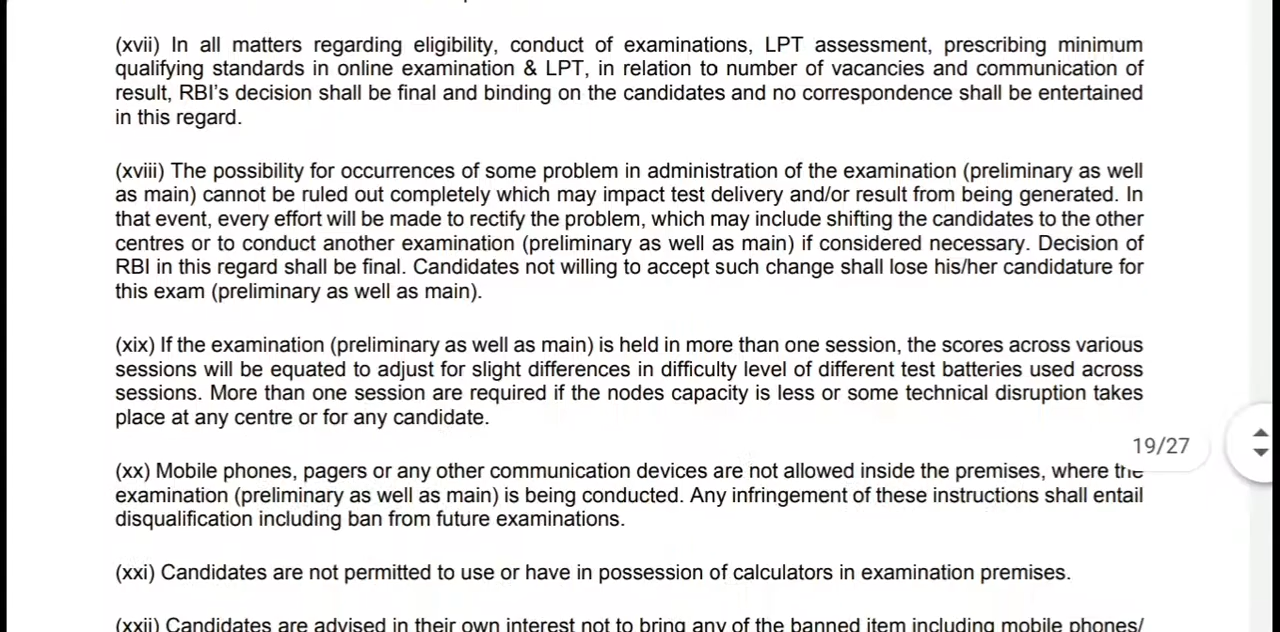 (xvii) In all matters regarding eligibility, conduct of examinations, LPT assessment, prescribing minimum
qualifying standards in online examination & LPT, in relation to number of vacancies and communication of
result, RBI's decision shall be final and binding on the candidates and no correspondence shall be entertained
in this regard.
(xviii) The possibility for occurrences of some problem in administration of the examination (preliminary as well
as main) cannot be ruled out completely which may impact test delivery and/or result from being generated. In
that event, every effort will be made to rectify the problem, which may include shifting the candidates to the other
centres or to conduct another examination (preliminary as well as main) if considered necessary. Decision of
RBI in this regard shall be final. Candidates not willing to accept such change shall lose his/her candidature for
this exam (preliminary as well as main).
(xix) If the examination (preliminary as well as main) is held in more than one session, the scores across various
sessions will be equated to adjust for slight differences in difficulty level of different test batteries used across
sessions. More than one session are required if the nodes capacity is less or some technical disruption takes
place at any centre or for any candidate.
19/27
(xx) Mobile phones, pagers or any other communication devices are not allowed inside the premises, where the
examination (preliminary as well as main) is being conducted. Any infringement of these instructions shall entail
disqualification including ban from future examinations.
(xxi) Candidates are not permitted to use or have in possession of calculators in examination premises.
(xxii) Candidates are advised in their own interest not to bring any of the banned item including mobile phones/